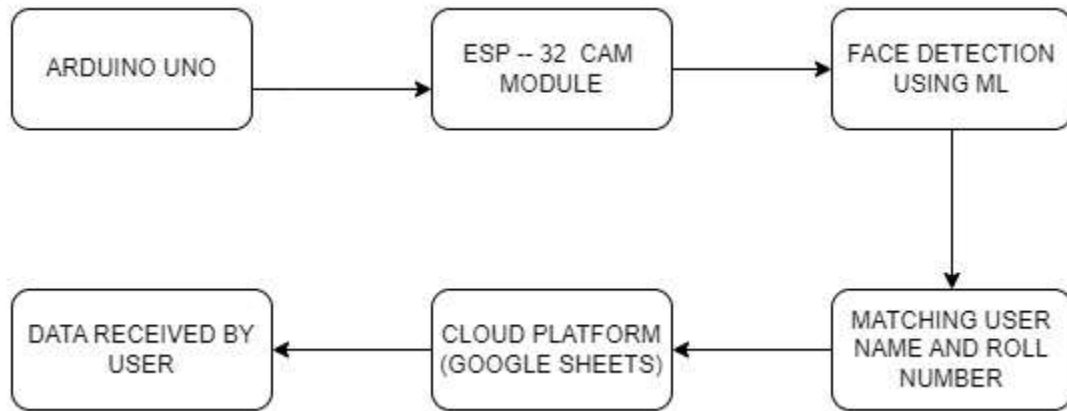 ARDUINO UNO
ESP -- 32 CAM
MODULE
FACE DETECTION
USING ML
DATA RECEIVED BY
USER
CLOUD PLATFORM
(GOOGLE SHEETS)
MATCHING USER
NAME AND ROLL
NUMBER